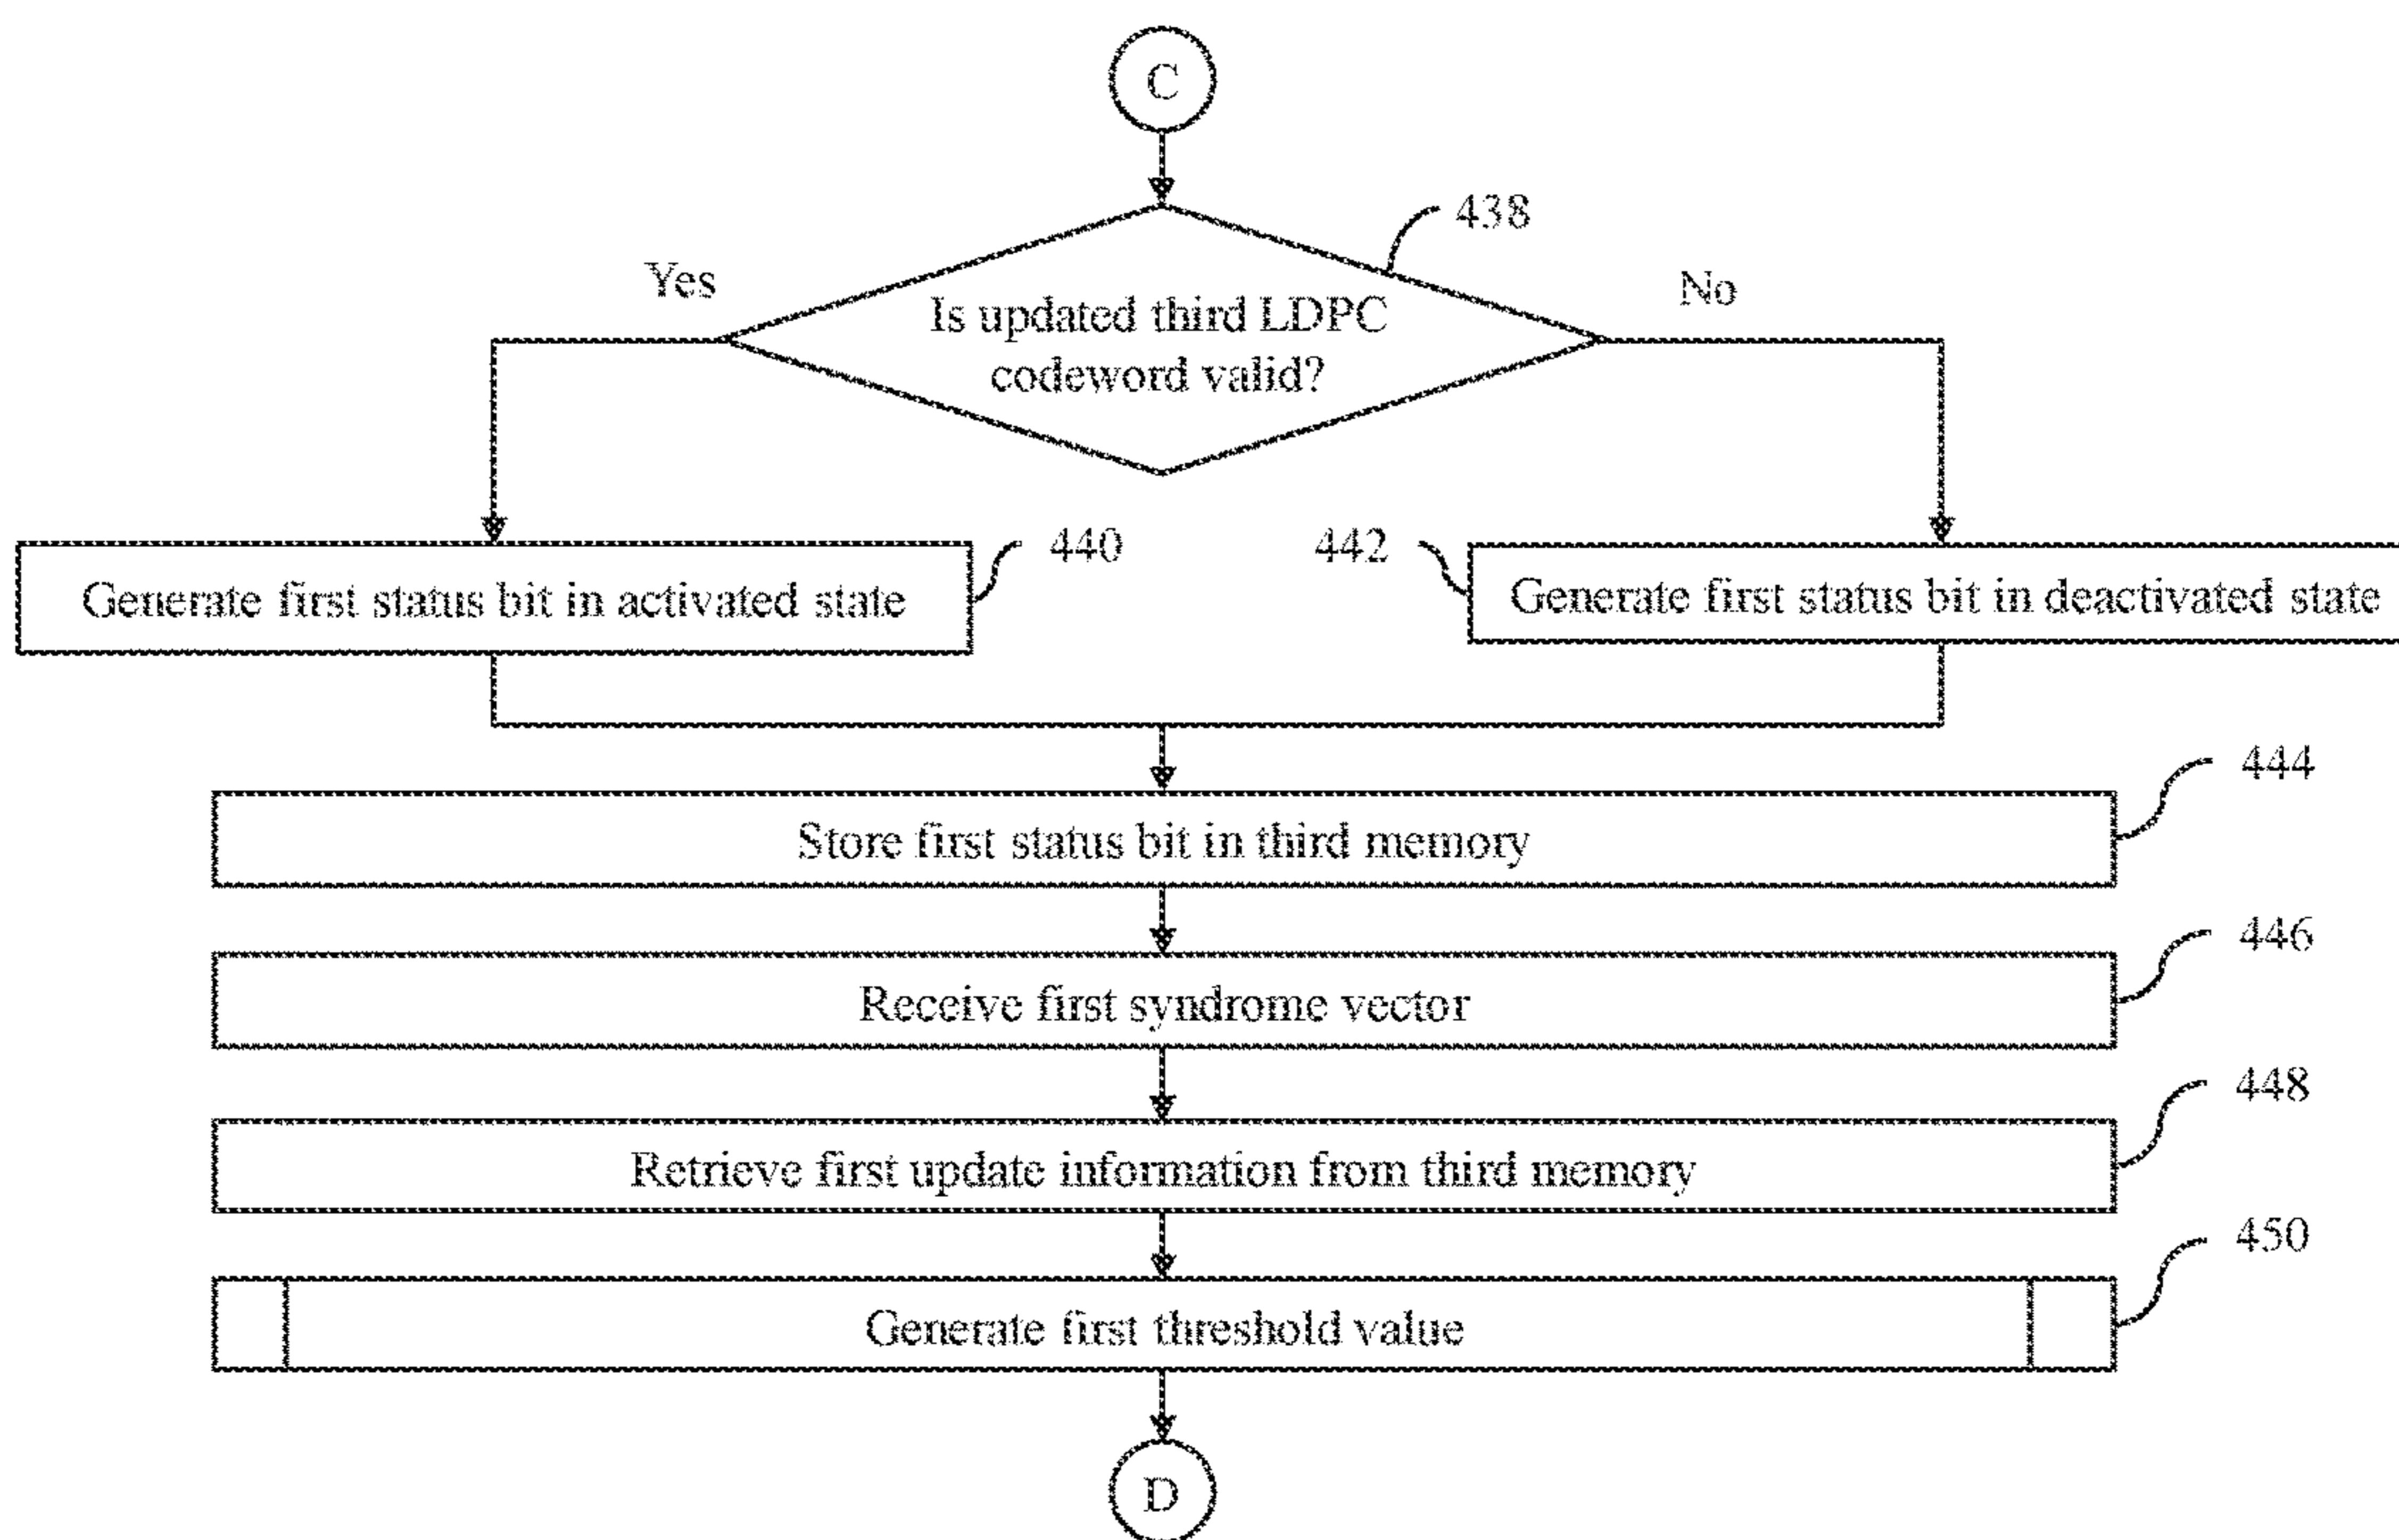 C
438
Yes
No
Is updated third LDPC
codeword valid?
440
442
Generate first status bit in activated state
Generate first status bit in deactivated state
444
Store first status bit in third memory
446
Receive first syndrome vector
448
Retrieve first update information from third memory
450
Generate first threshold value
D